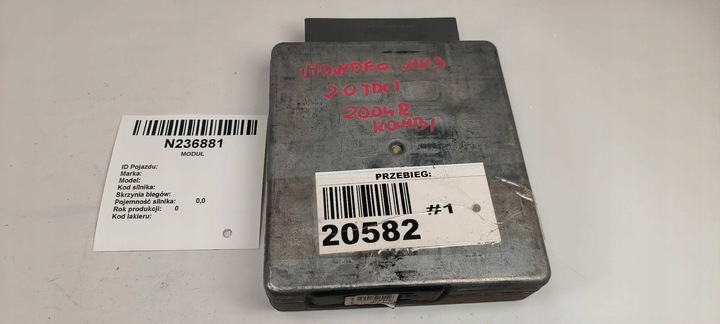 MONDEO MK3
2.0 TDCI
2004R
KOMBI
N236881
MODUŁ
ID Pojazdu:
Marka:
Model:
Kod silnika:
Skrzynia biegów:
Pojemność silnika: 0,0
Rok produkcji: 0
Kod lakieru:
PRZEBIEG:
#1
20582